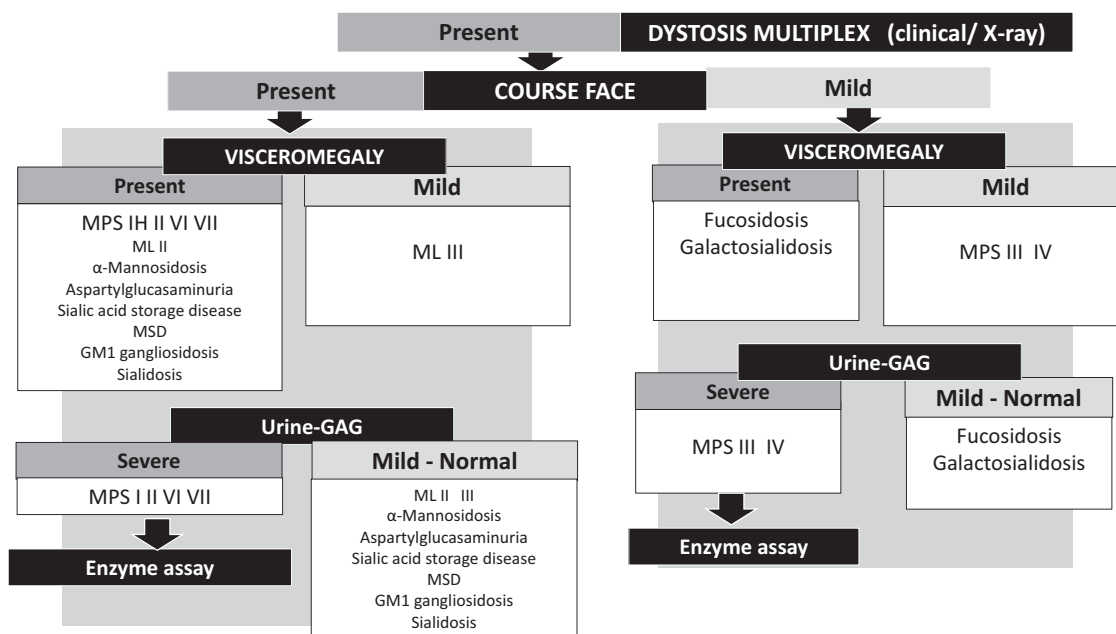 Present
DYSTOSIS MULTIPLEX (clinical/ X-ray)
Present
COURSE FACE
Mild
VISCEROMEGALY
Present
Mild
MPS IH II VI VII
ML II
α-Mannosidosis
Aspartylglucasaminuria
Sialic acid storage disease
MSD
GM1 gangliosidosis
Sialidosis
ML III
Urine-GAG
Severe
Mild - Normal
MPS I II VI VII
Enzyme assay
ML II III
α-Mannosidosis
Aspartylglucasaminuria
Sialic acid storage disease
MSD
GM1 gangliosidosis
Sialidosis
VISCEROMEGALY
Present
Mild
Fucosidosis
Galactosialidosis
MPS III IV
Urine-GAG
Severe
Mild - Normal
MPS III IV
Fucosidosis
Galactosialidosis
Enzyme assay